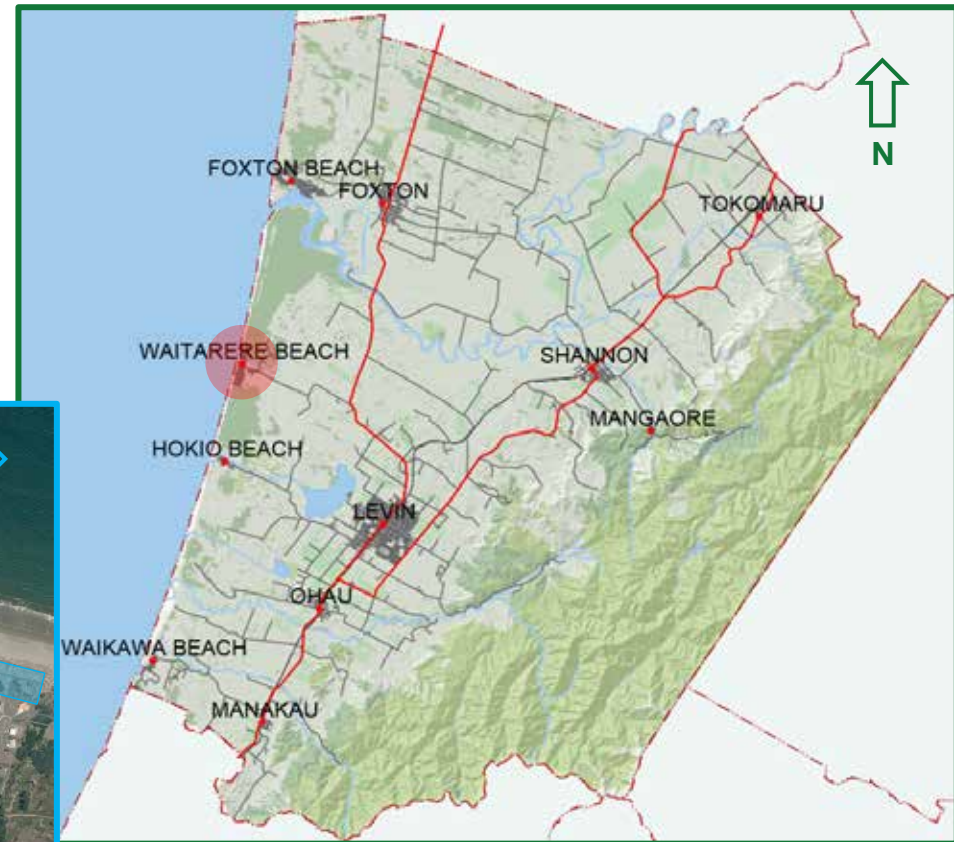 N
FOXTON BEACH
FOXTON
TOKOMARU
WAITARERE BEACH
SHANNON
MANGAORE
HOKIO BEACH
LEVIN
OHAU
WAIKAWA BEACH
MANAKAU